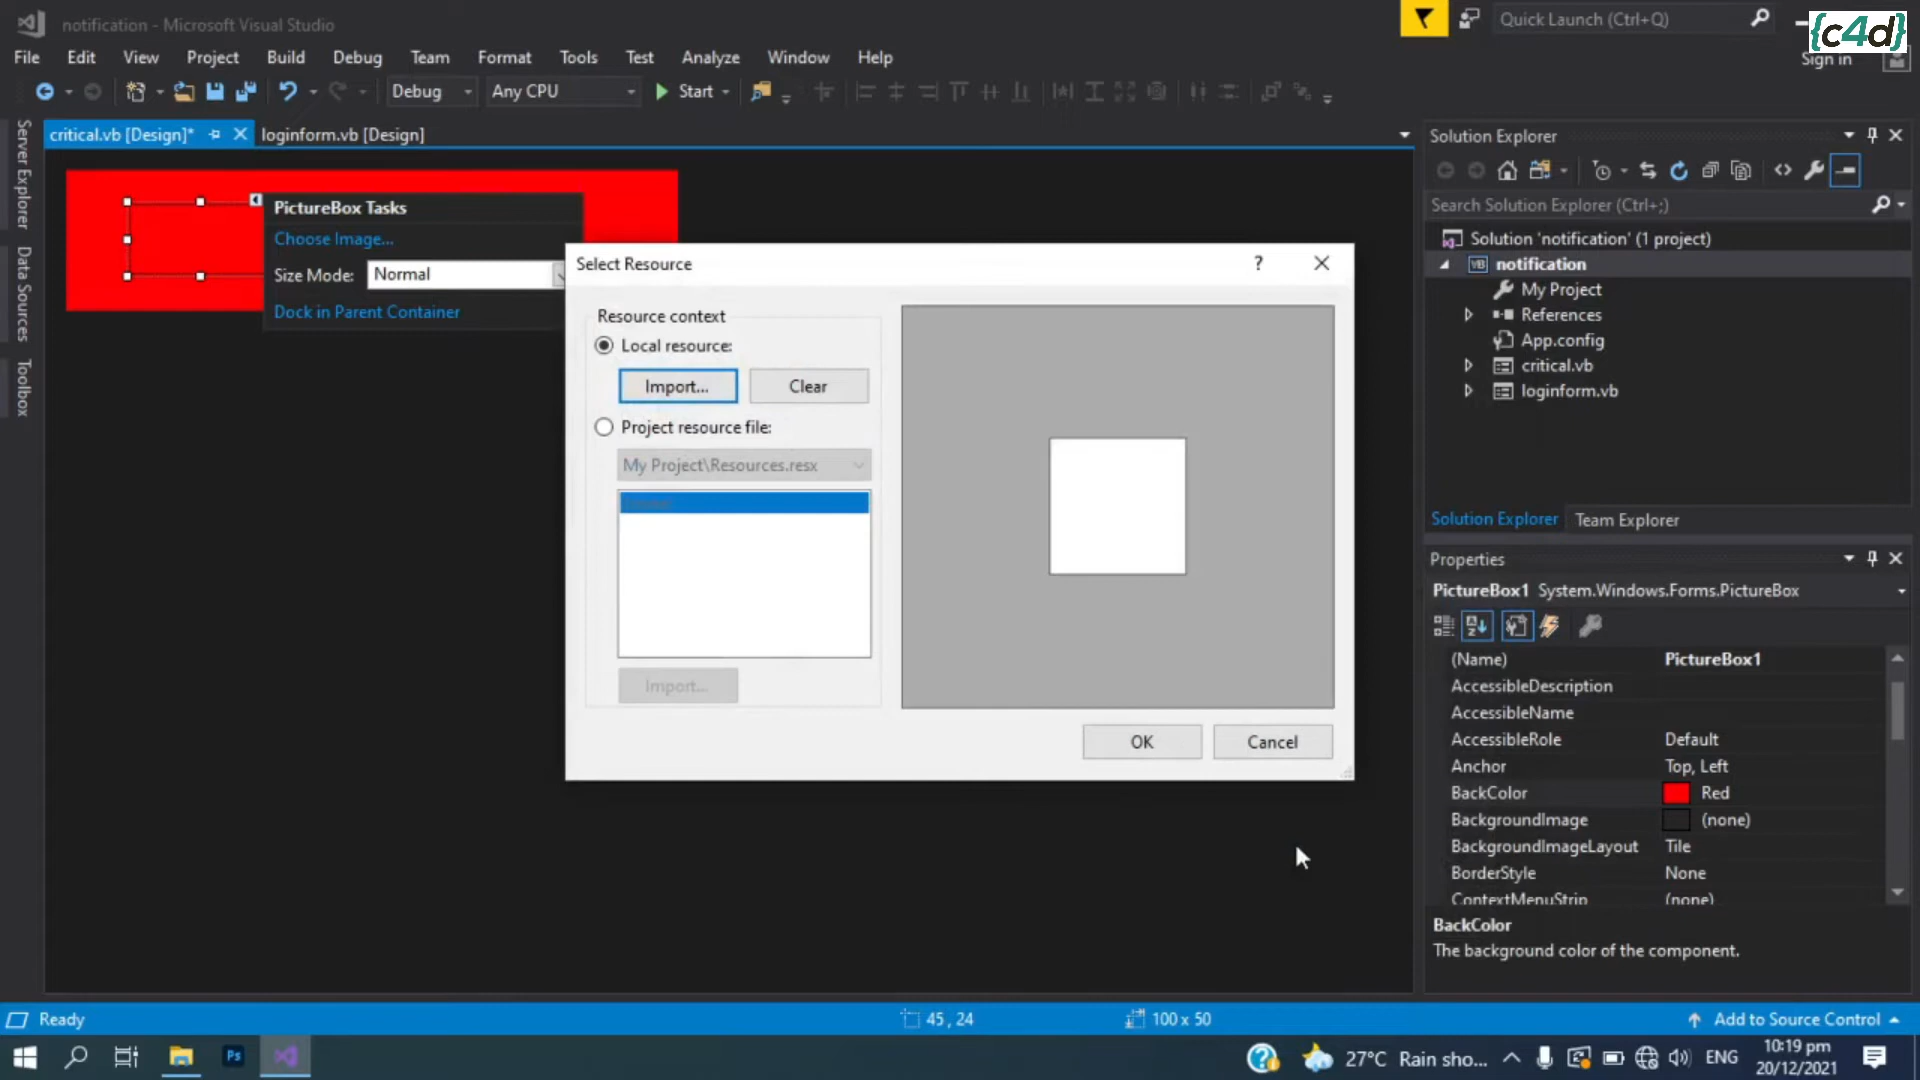 notification - Microsoft Visual Studio
Quick Launch (Ctrl+Q)
{c4d}
File Edit View Project Build Debug Team Format Tools Test Analyze Window Help
Sign in
Debug
Any CPU
Start
Server Explorer
Data Sources
Toolbox
critical.vb [Design]*
loginform.vb [Design]
PictureBox Tasks
Choose Image...
Size Mode: Normal
Dock in Parent Container
Select Resource
?
Resource context
Local resource:
Import...
Clear
Project resource file:
My Project\Resources.resx
Import...
OK
Cancel
Solution Explorer
Search Solution Explorer (Ctrl+;)
Solution 'notification' (1 project)
VB notification
My Project
References
App.config
critical.vb
loginform.vb
Solution Explorer
Team Explorer
Properties
PictureBox1 System.Windows.Forms.PictureBox
(Name) PictureBox1
AccessibleDescription
AccessibleName
AccessibleRole Default
Anchor Top, Left
BackColor Red
BackgroundImage (none)
BackgroundImageLayout Tile
BorderStyle None
ContextMenuStrip (none)
BackColor
The background color of the component.
Ready
45 , 24
100 x 50
Add to Source Control
Ps
27°C Rain sho...
ENG
10:19 pm
20/12/2021